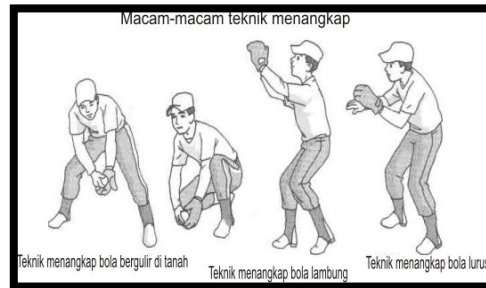 Macam-macam teknik menangkap
Teknik menangkap bola bergulir di tanah
Teknik menangkap bola lambung
Teknik menangkap bola lurus